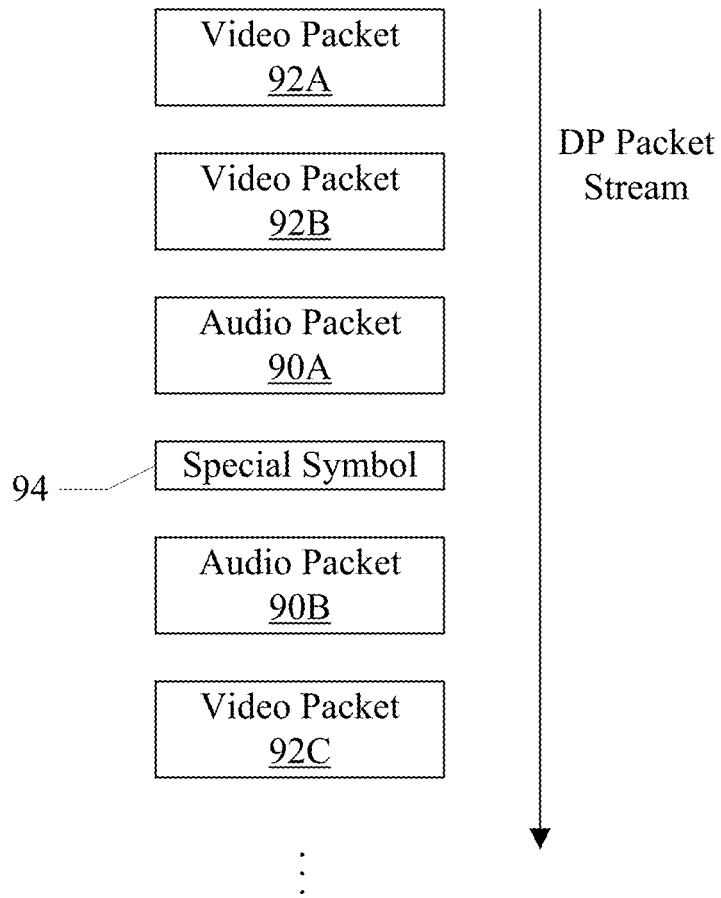 Video Packet
92A
Video Packet
92B
DP Packet
Stream
Audio Packet
90A
Special Symbol
94
Audio Packet
90B
Video Packet
92C